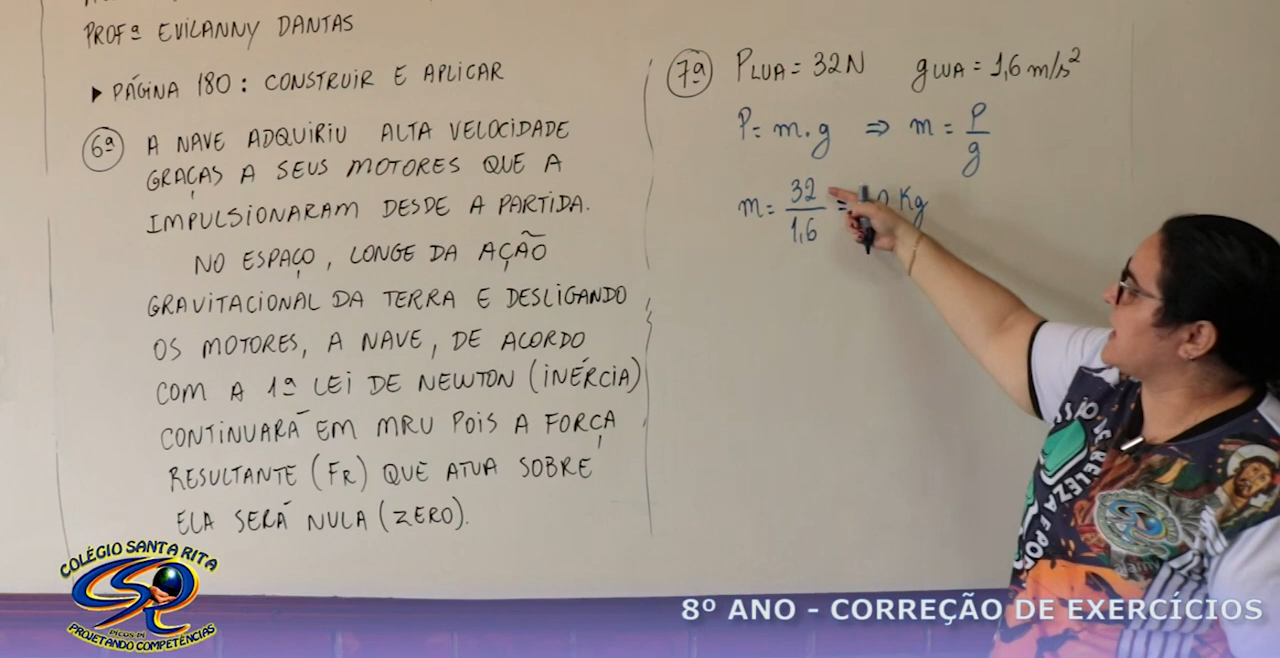 PROFª EVILANNY DANTAS
▶ PÁGINA 180: CONSTRUIR E APLICAR
6ª A NAVE ADQUIRIU ALTA VELOCIDADE
GRAÇAS A SEUS MOTORES QUE A
IMPULSIONARAM DESDE A PARTIDA.
NO ESPAÇO, LONGE DA AÇÃO
GRAVITACIONAL DA TERRA E DESLIGANDO
OS MOTORES, A NAVE, DE ACORDO
COM A 1ª LEI DE NEWTON (INÉRCIA)
CONTINUARÁ EM MRU POIS A FORÇA
RESULTANTE (FR) QUE ATUA SOBRE
ELA SERÁ NULA (ZERO).
7ª PLUA = 32N gLUA = 1,6 m/s²
P = m.g ⇒ m = P/g
m = 32/1,6 = Kg
COLÉGIO SANTA RITA
PICOS-PI
PROJETANDO COMPETÊNCIAS
8º ANO - CORREÇÃO DE EXERCÍCIOS